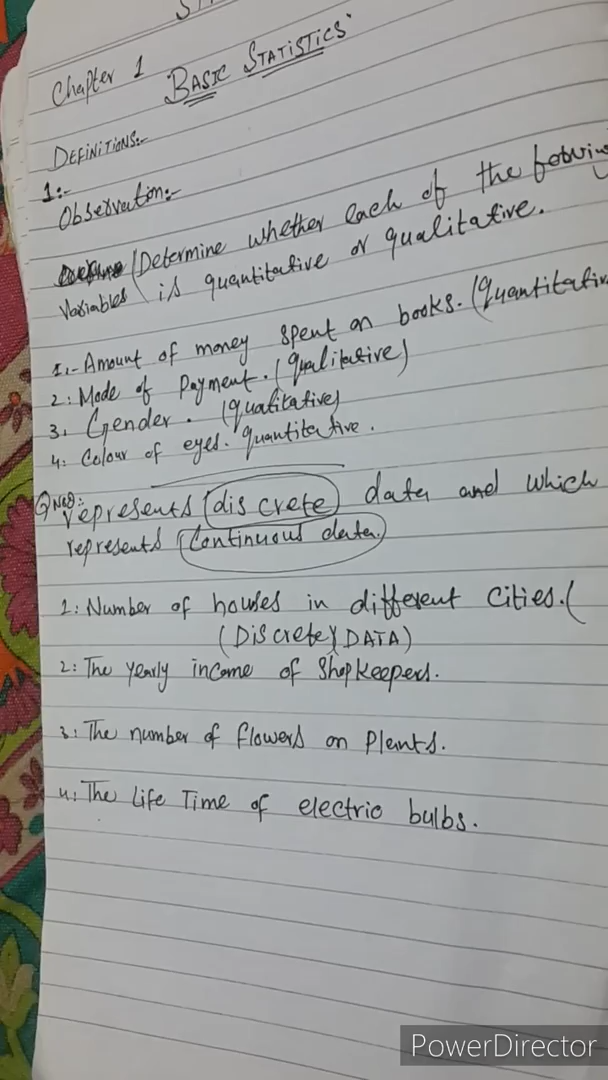 Chapter 1 BASIC STATISTICS
DEFINITIONS:-
1:-
Observation:-
Determine whether each of the
Variables is quantitative or qualitative.
1:- Amount of money spent on books. (Quantitativ
2: Mode of Payment. (qualitative)
3. Gender. (qualitative)
4: Colour of eyes. quantitative.
represents discrete data and which
represents Continuous data
1: Number of houses in different Cities. (
(DiScrete) DATA)
2: The yearly income of Shopkeepers.
3: The number of flowers on Plants.
4: The Life Time of electric bulbs.
PowerDirector